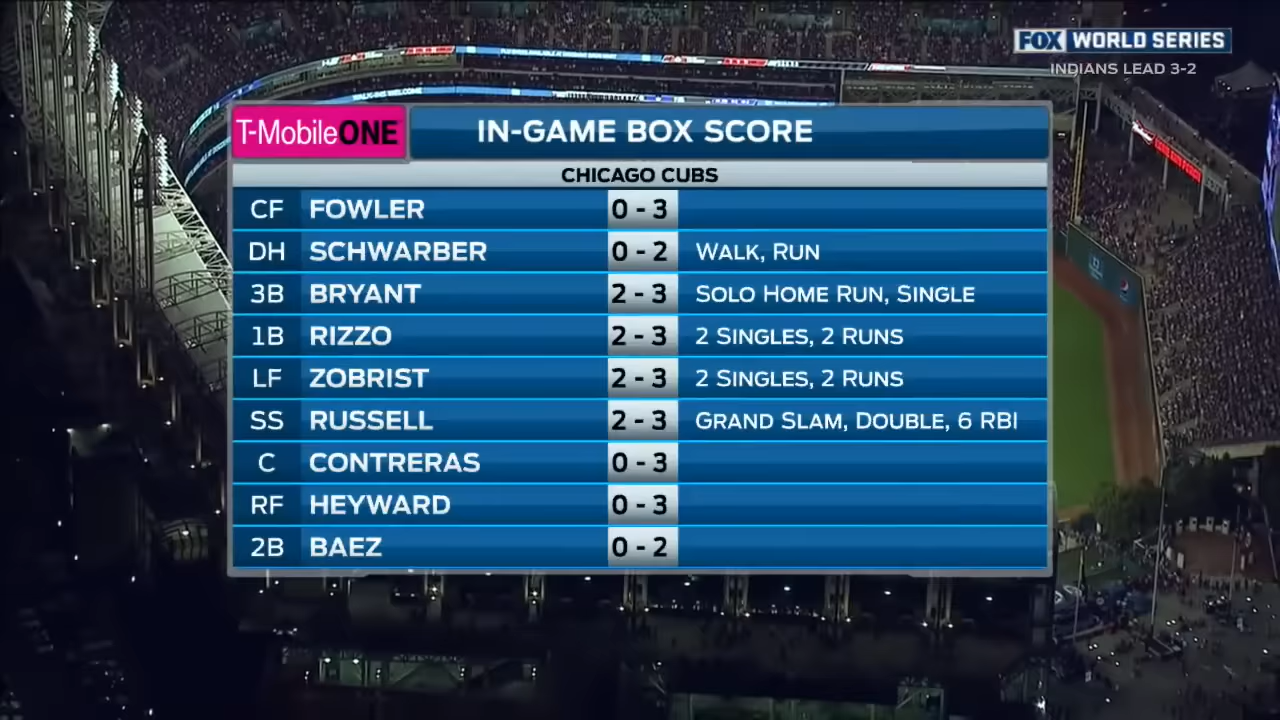 FOX WORLD SERIES
INDIANS LEAD 3-2
T-Mobile ONE IN-GAME BOX SCORE
CHICAGO CUBS
CF FOWLER 0 - 3
DH SCHWARBER 0 - 2 WALK, RUN
3B BRYANT 2 - 3 SOLO HOME RUN, SINGLE
1B RIZZO 2 - 3 2 SINGLES, 2 RUNS
LF ZOBRIST 2 - 3 2 SINGLES, 2 RUNS
SS RUSSELL 2 - 3 GRAND SLAM, DOUBLE, 6 RBI
C CONTRERAS 0 - 3
RF HEYWARD 0 - 3
2B BAEZ 0 - 2